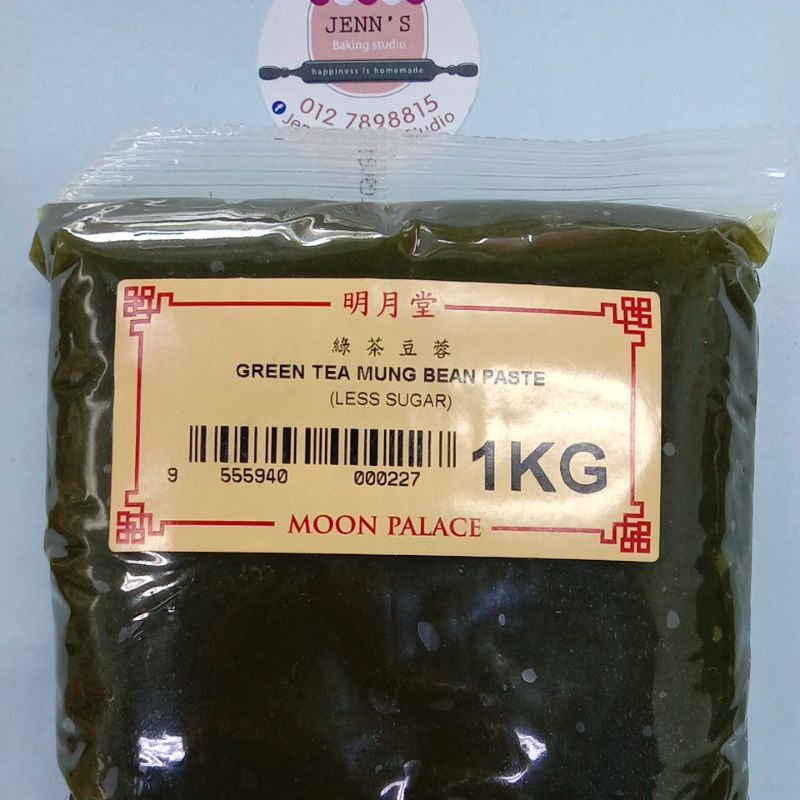 JENN'S
Baking studio
happiness is homemade
012 7898815
明月堂
綠茶豆蓉
GREEN TEA MUNG BEAN PASTE
(LESS SUGAR)
9 555940 000227
1KG
MOON PALACE